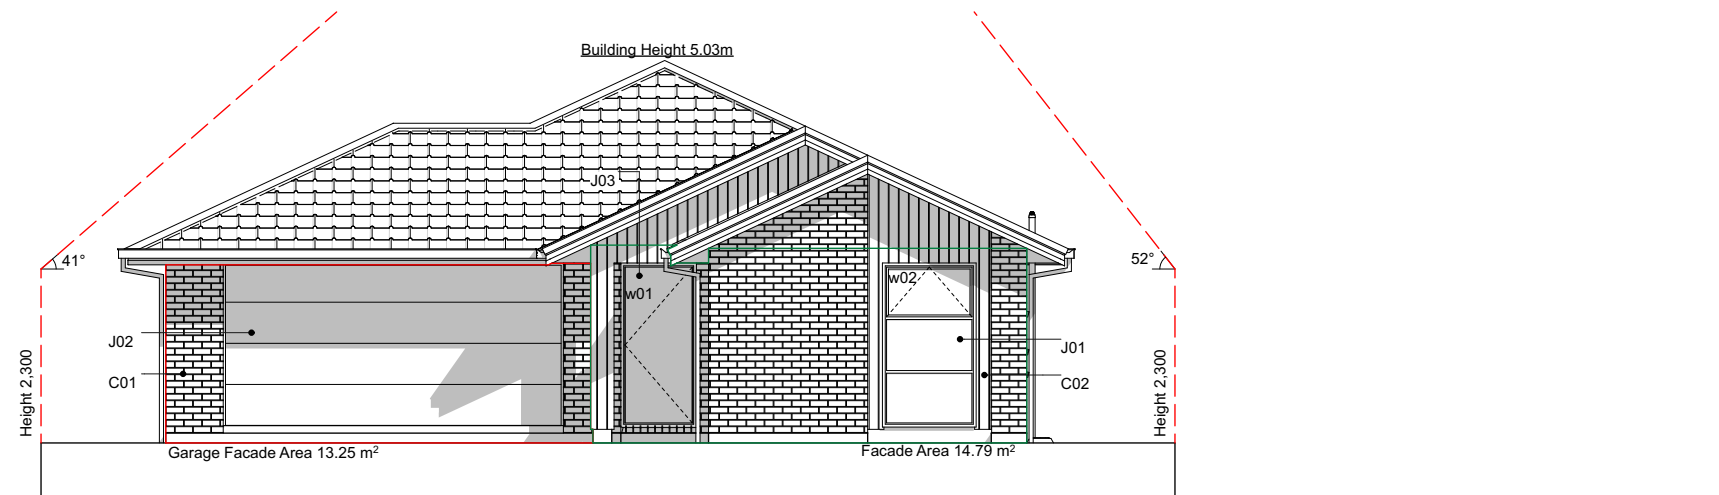 Building Height 5.03m
J03
41°
52°
w02
w01
J02
J01
C01
C02
Height 2,300
Height 2,300
Garage Facade Area 13.25 m²
Facade Area 14.79 m²